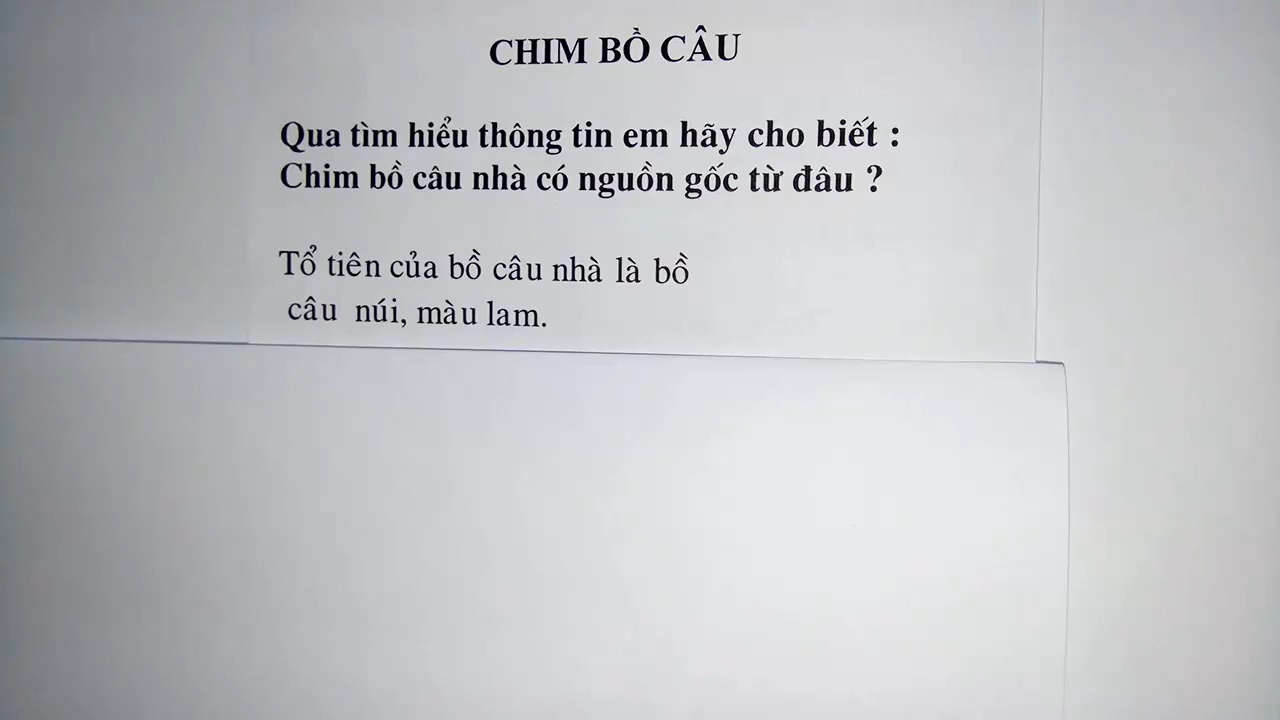 CHIM BỒ CÂU
Qua tìm hiểu thông tin em hãy cho biết :
Chim bồ câu nhà có nguồn gốc từ đâu ?
Tổ tiên của bồ câu nhà là bồ
câu núi, màu lam.